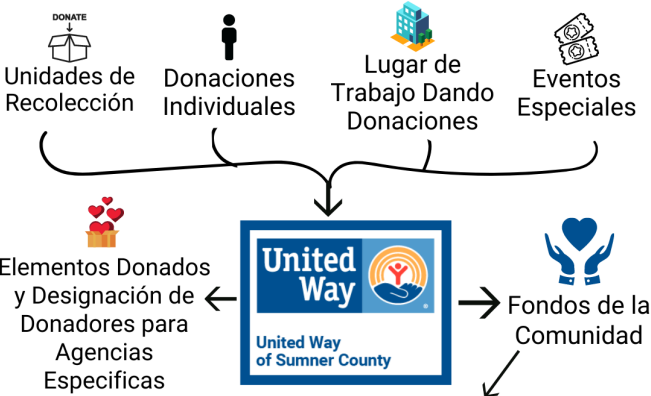 DONATE
Unidades de
Recolección
Donaciones
Individuales
Lugar de
Trabajo Dando
Donaciones
Eventos
Especiales
Elementos Donados
y Designación de
Donadores para
Agencias
Especificas
United
Way
United Way
of Sumner County
Fondos de la
Comunidad